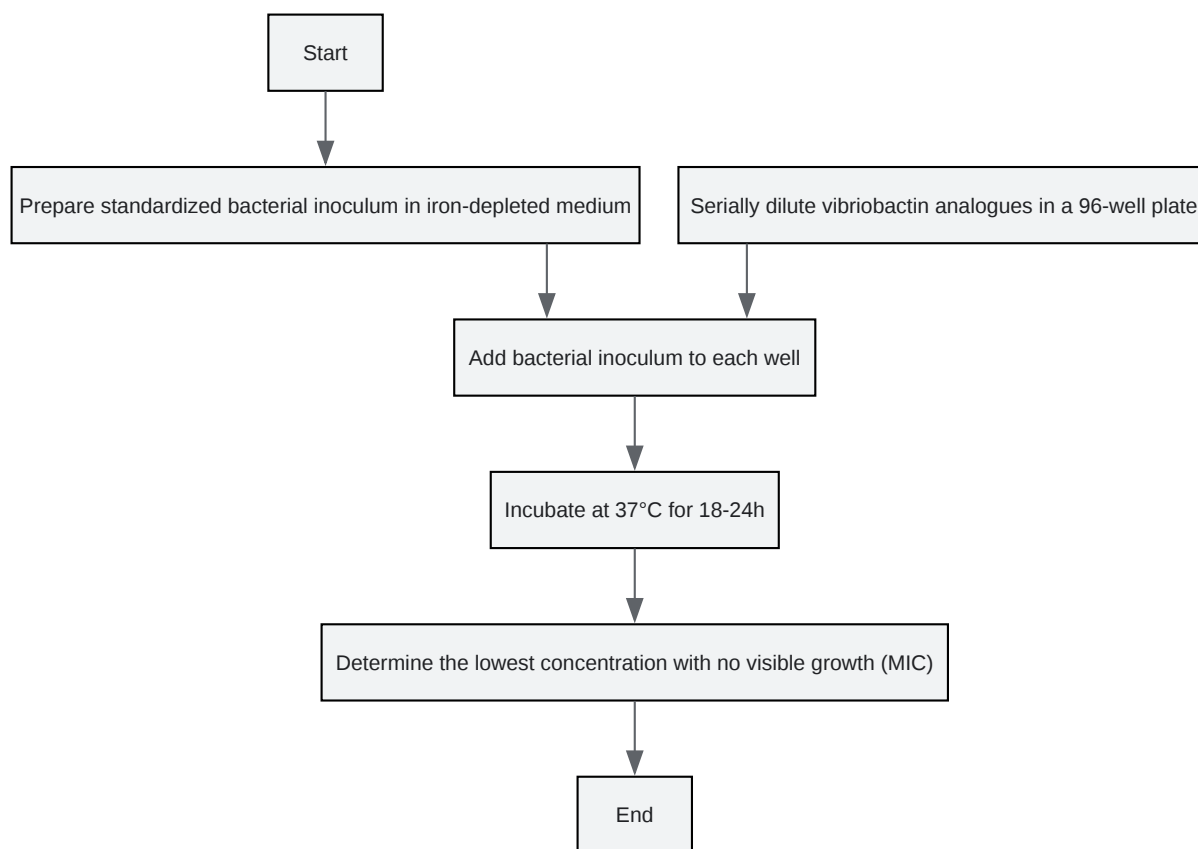 Start
Prepare standardized bacterial inoculum in iron-depleted medium
Serially dilute vibriobactin analogues in a 96-well plate
Add bacterial inoculum to each well
Incubate at 37°C for 18-24h
Determine the lowest concentration with no visible growth (MIC)
End